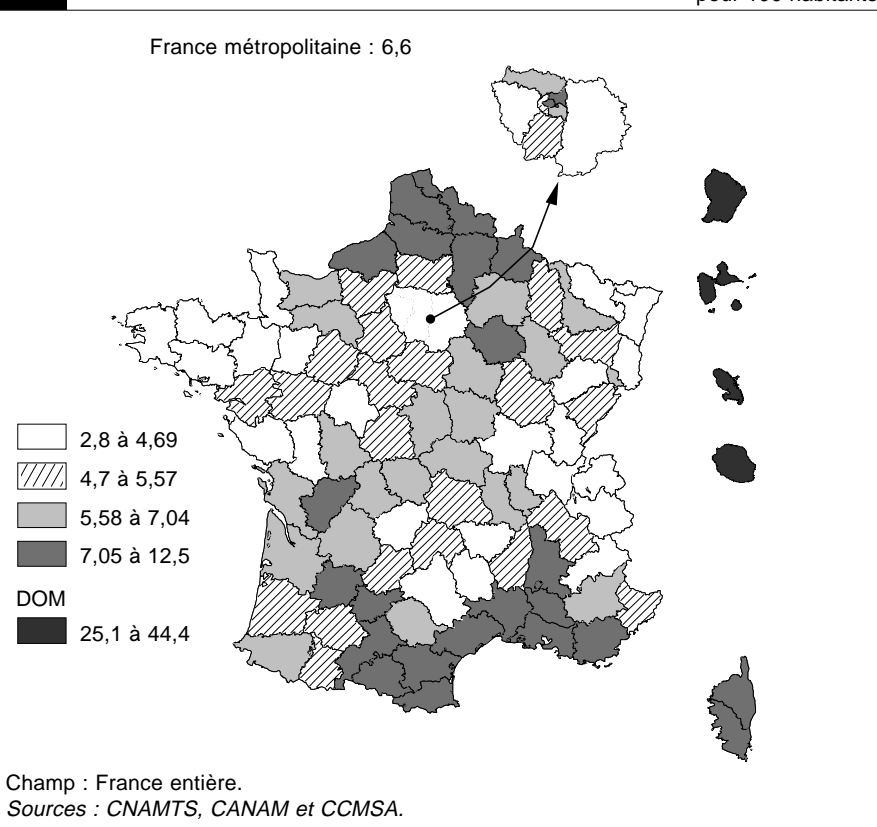 pour 100 habitants
France métropolitaine : 6,6
2,8 à 4,69
4,7 à 5,57
5,58 à 7,04
7,05 à 12,5
DOM
25,1 à 44,4
Champ : France entière.
Sources : CNAMTS, CANAM et CCMSA.